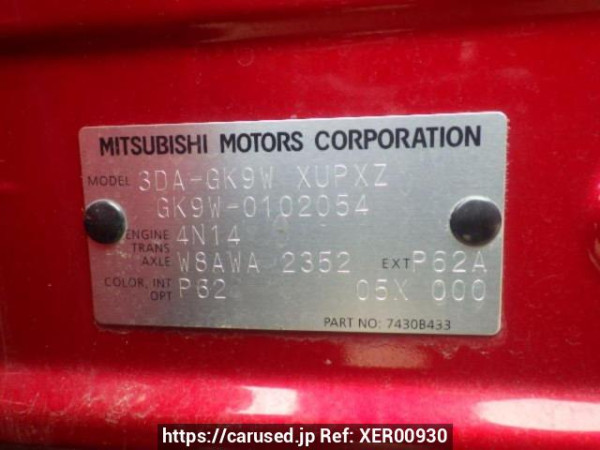 MITSUBISHI MOTORS CORPORATION
MODEL 3DA-GK9W XUPXZ
GK9W-0102054
ENGINE 4N14
TRANS AXLE W8AWA 2352 EXT P62A
COLOR, INT OPT P62 05X 000
PART NO: 7430B433
https://carused.jp Ref: XER00930